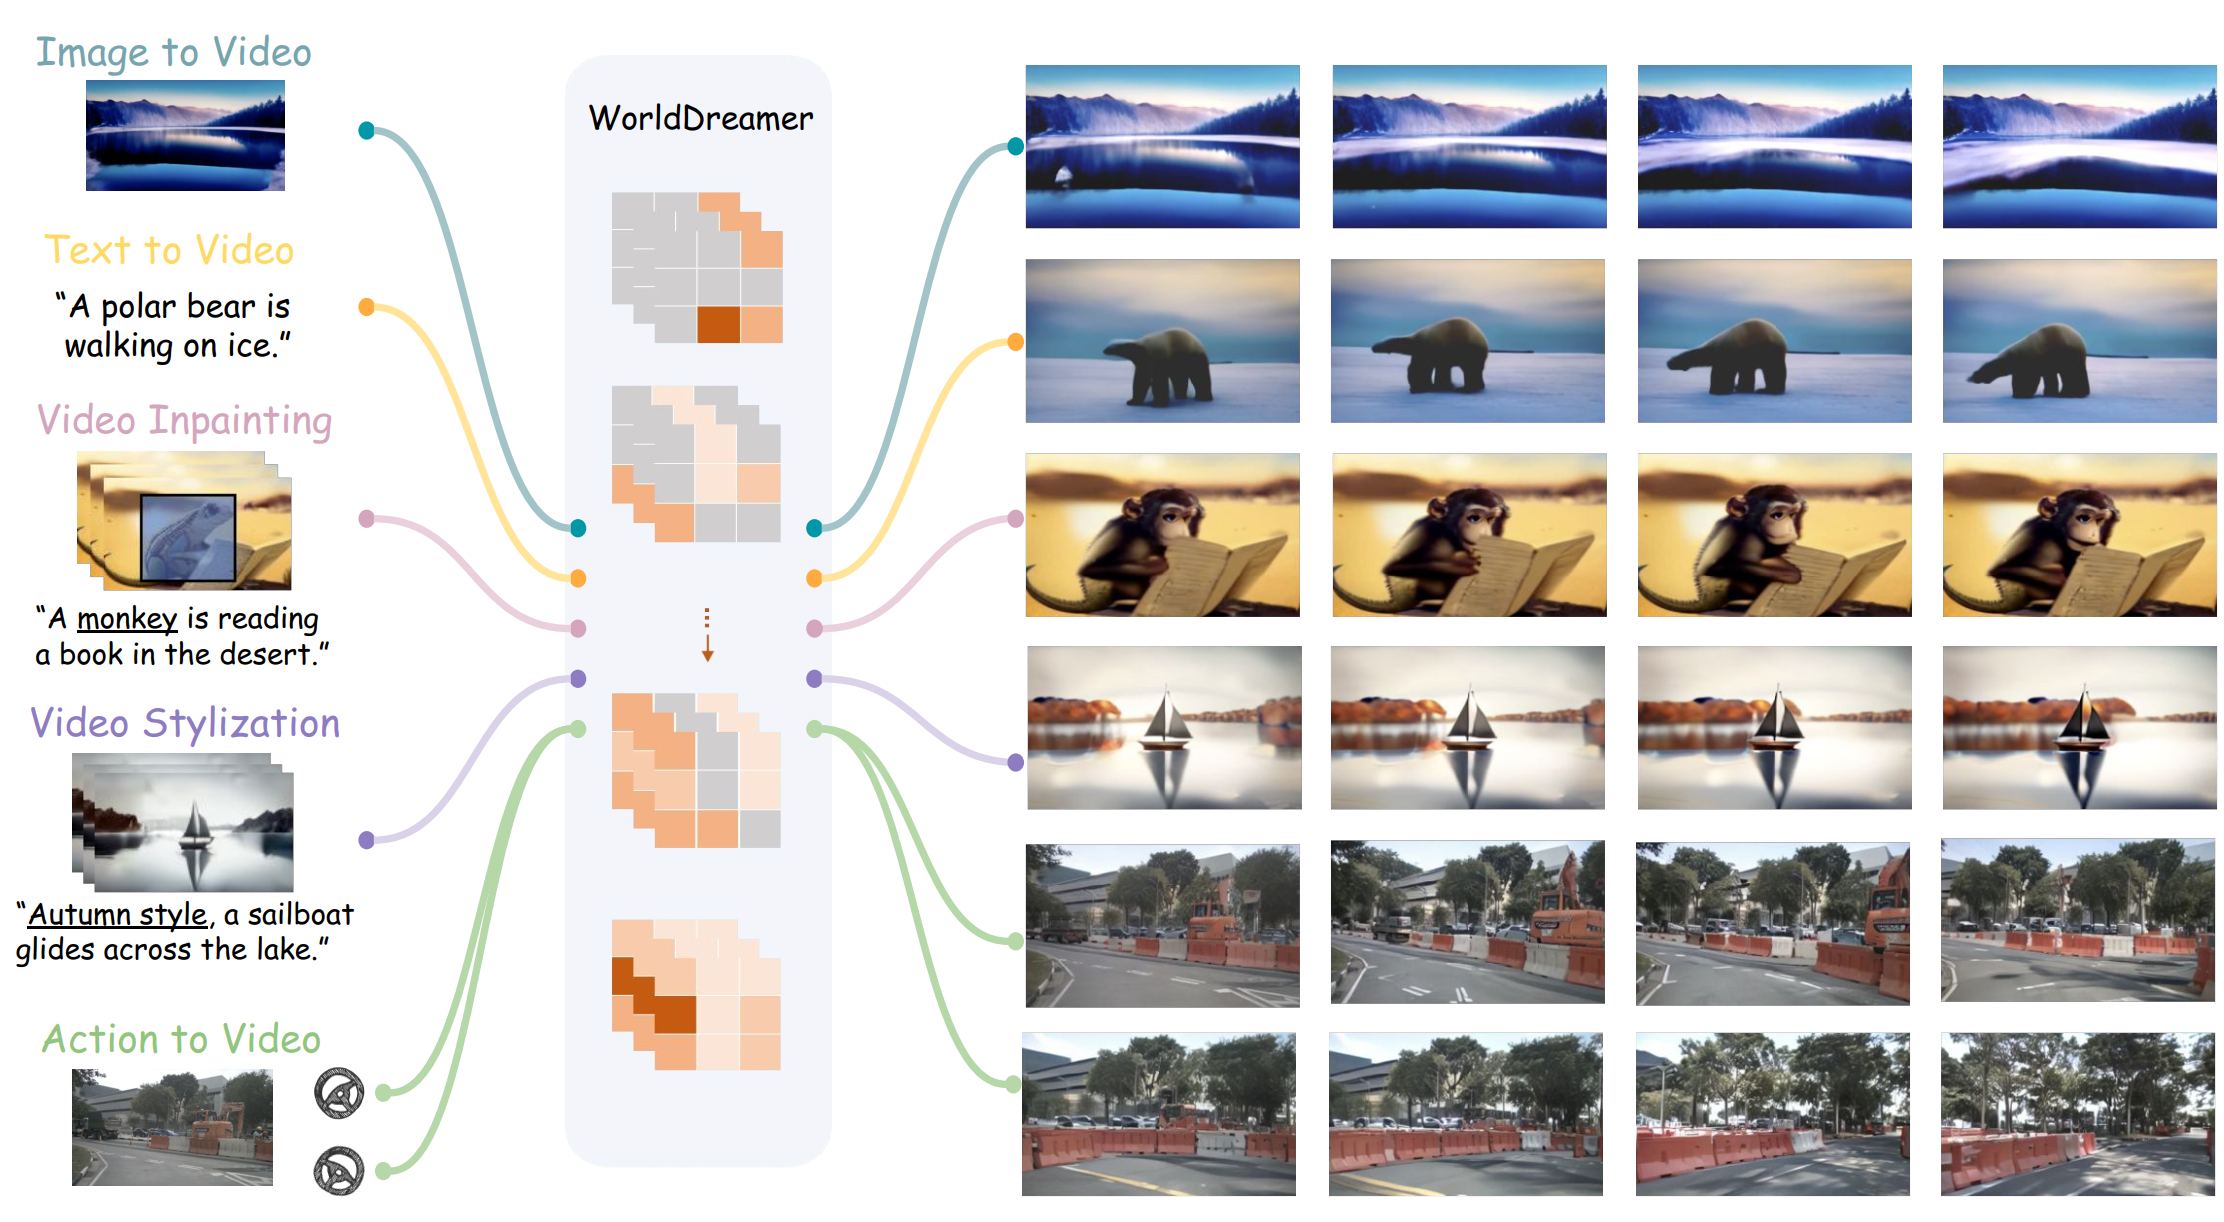 Image to Video
WorldDreamer
Text to Video
“A polar bear is
walking on ice.”
Video Inpainting
“A monkey is reading
a book in the desert.”
Video Stylization
“Autumn style, a sailboat
glides across the lake.”
Action to Video